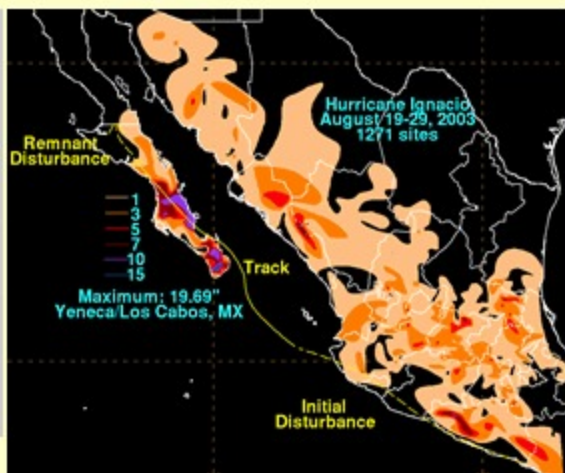 Hurricane Ignacio
August 19-29, 2003
1271 sites
Remnant
Disturbance
1
3
5
7
10
15
Track
Maximum: 19.69"
Yeneca/Los Cabos, MX
Initial
Disturbance